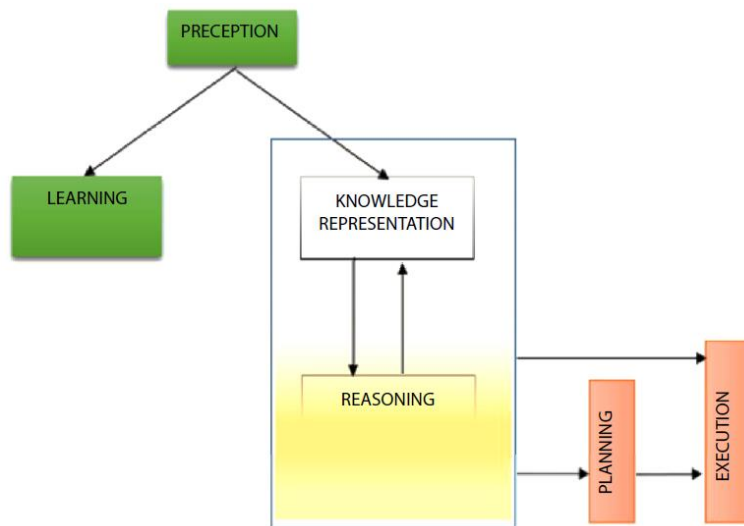 PRECEPTION
LEARNING
KNOWLEDGE
REPRESENTATION
REASONING
PLANNING
EXECUTION